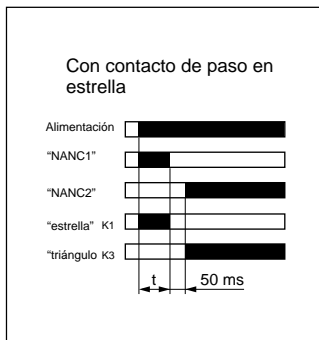 Con contacto de paso en
estrella
Alimentación
“NANC1”
“NANC2”
“estrella” K1
“triángulo K3
t 50 ms